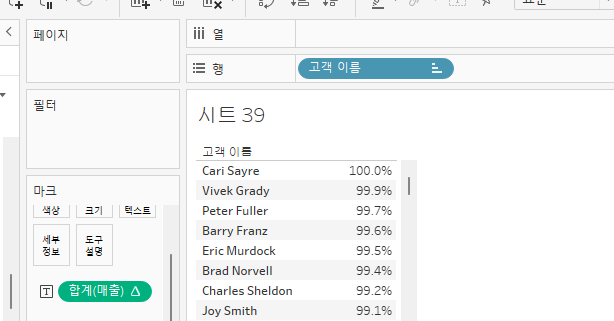 페이지
iii 열
행
고객 이름
필터
시트 39
고객 이름
Cari Sayre 100.0%
Vivek Grady 99.9%
Peter Fuller 99.7%
Barry Franz 99.6%
Eric Murdock 99.5%
Brad Norvell 99.4%
Charles Sheldon 99.2%
Joy Smith 99.1%
마크
색상 크기 텍스트
세부
정보
도구
설명
T 합계(매출) Δ